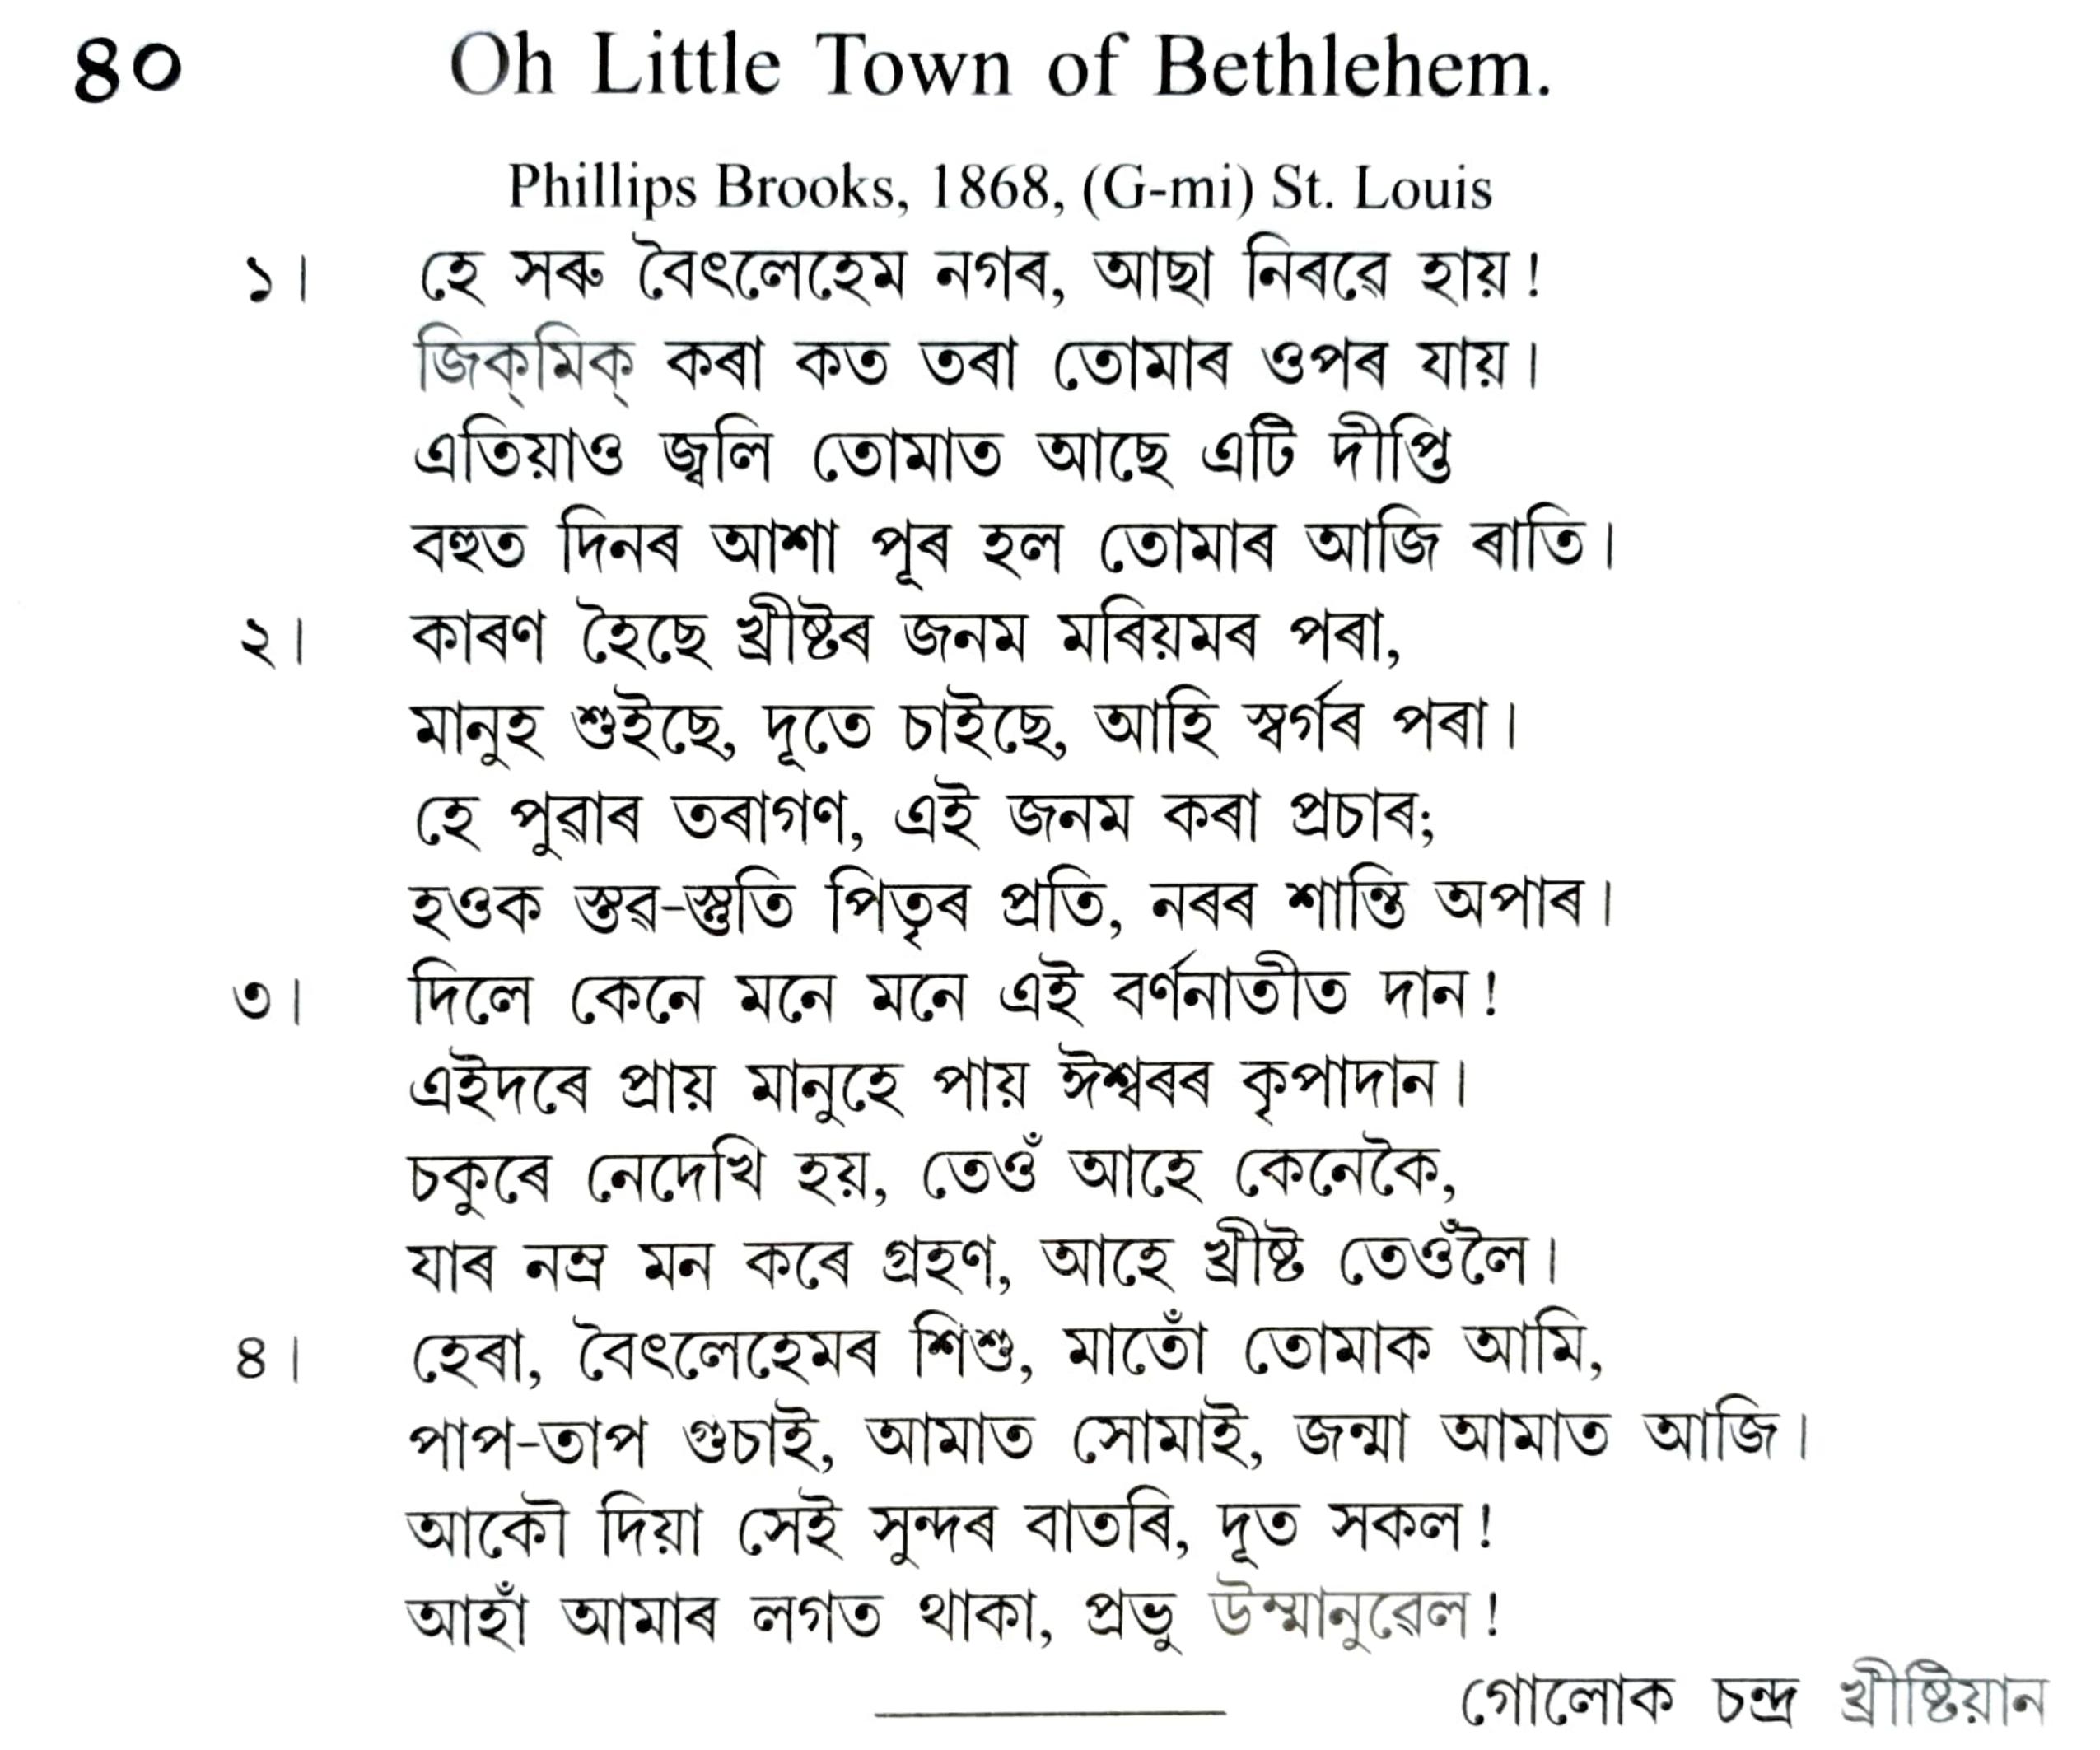 ৪০ Oh Little Town of Bethlehem.
Phillips Brooks, 1868, (G-mi) St. Louis
১। হে সৰু বৈৎলেহেম নগৰ, আছা নিৰৱে হায়!
জিক্‌মিক্‌ কৰা কত তৰা তোমাৰ ওপৰ যায়।
এতিয়াও জ্বলি তোমাত আছে এটি দীপ্তি
বহুত দিনৰ আশা পূৰ হল তোমাৰ আজি ৰাতি।
২। কাৰণ হৈছে খ্ৰীষ্টৰ জনম মৰিয়মৰ পৰা,
মানুহ শুইছে, দূতে চাইছে, আহি স্বৰ্গৰ পৰা।
হে পুৱাৰ তৰাগণ, এই জনম কৰা প্ৰচাৰ;
হওক স্তৱ-স্তুতি পিতৃৰ প্ৰতি, নৰৰ শান্তি অপাৰ।
৩। দিলে কেনে মনে মনে এই বৰ্ণনাতীত দান!
এইদৰে প্ৰায় মানুহে পায় ঈশ্বৰৰ কৃপাদান।
চকুৰে নেদেখি হয়, তেওঁ আহে কেনেকৈ,
যাৰ নম্ৰ মন কৰে গ্ৰহণ, আহে খ্ৰীষ্ট তেওঁলৈ।
৪। হেৰা, বৈৎলেহেমৰ শিশু, মাতোঁ তোমাক আমি,
পাপ-তাপ গুচাই, আমাত সোমাই, জন্মা আমাত আজি।
আকৌ দিয়া সেই সুন্দৰ বাতৰি, দূত সকল!
আহাঁ আমাৰ লগত থাকা, প্ৰভু উম্মানুৱেল!
গোলোক চন্দ্ৰ খ্ৰীষ্টিয়ান